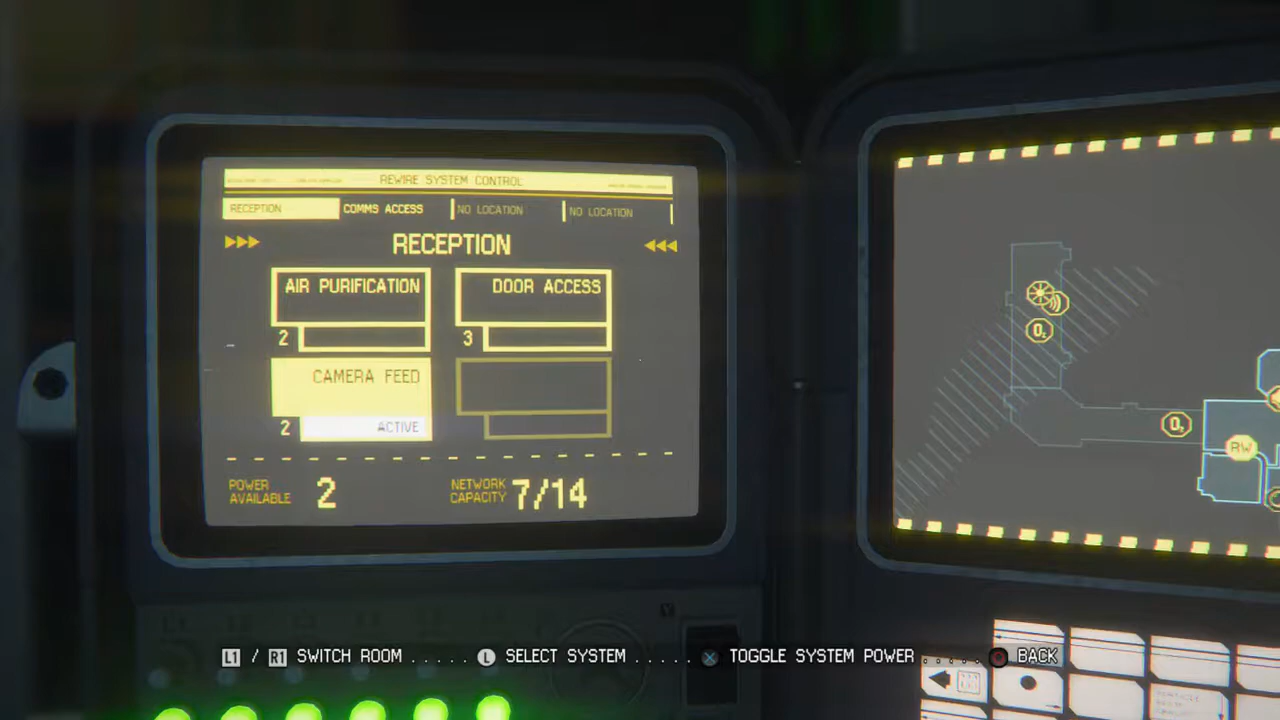 REWIRE SYSTEM CONTROL
RECEPTION COMMS ACCESS NO LOCATION NO LOCATION
RECEPTION
AIR PURIFICATION DOOR ACCESS
2 3
CAMERA FEED
2 ACTIVE
POWER AVAILABLE 2 NETWORK CAPACITY 7/14
O₂
O₂
RW
L1 / R1 SWITCH ROOM ..... L SELECT SYSTEM ..... X TOGGLE SYSTEM POWER ..... BACK